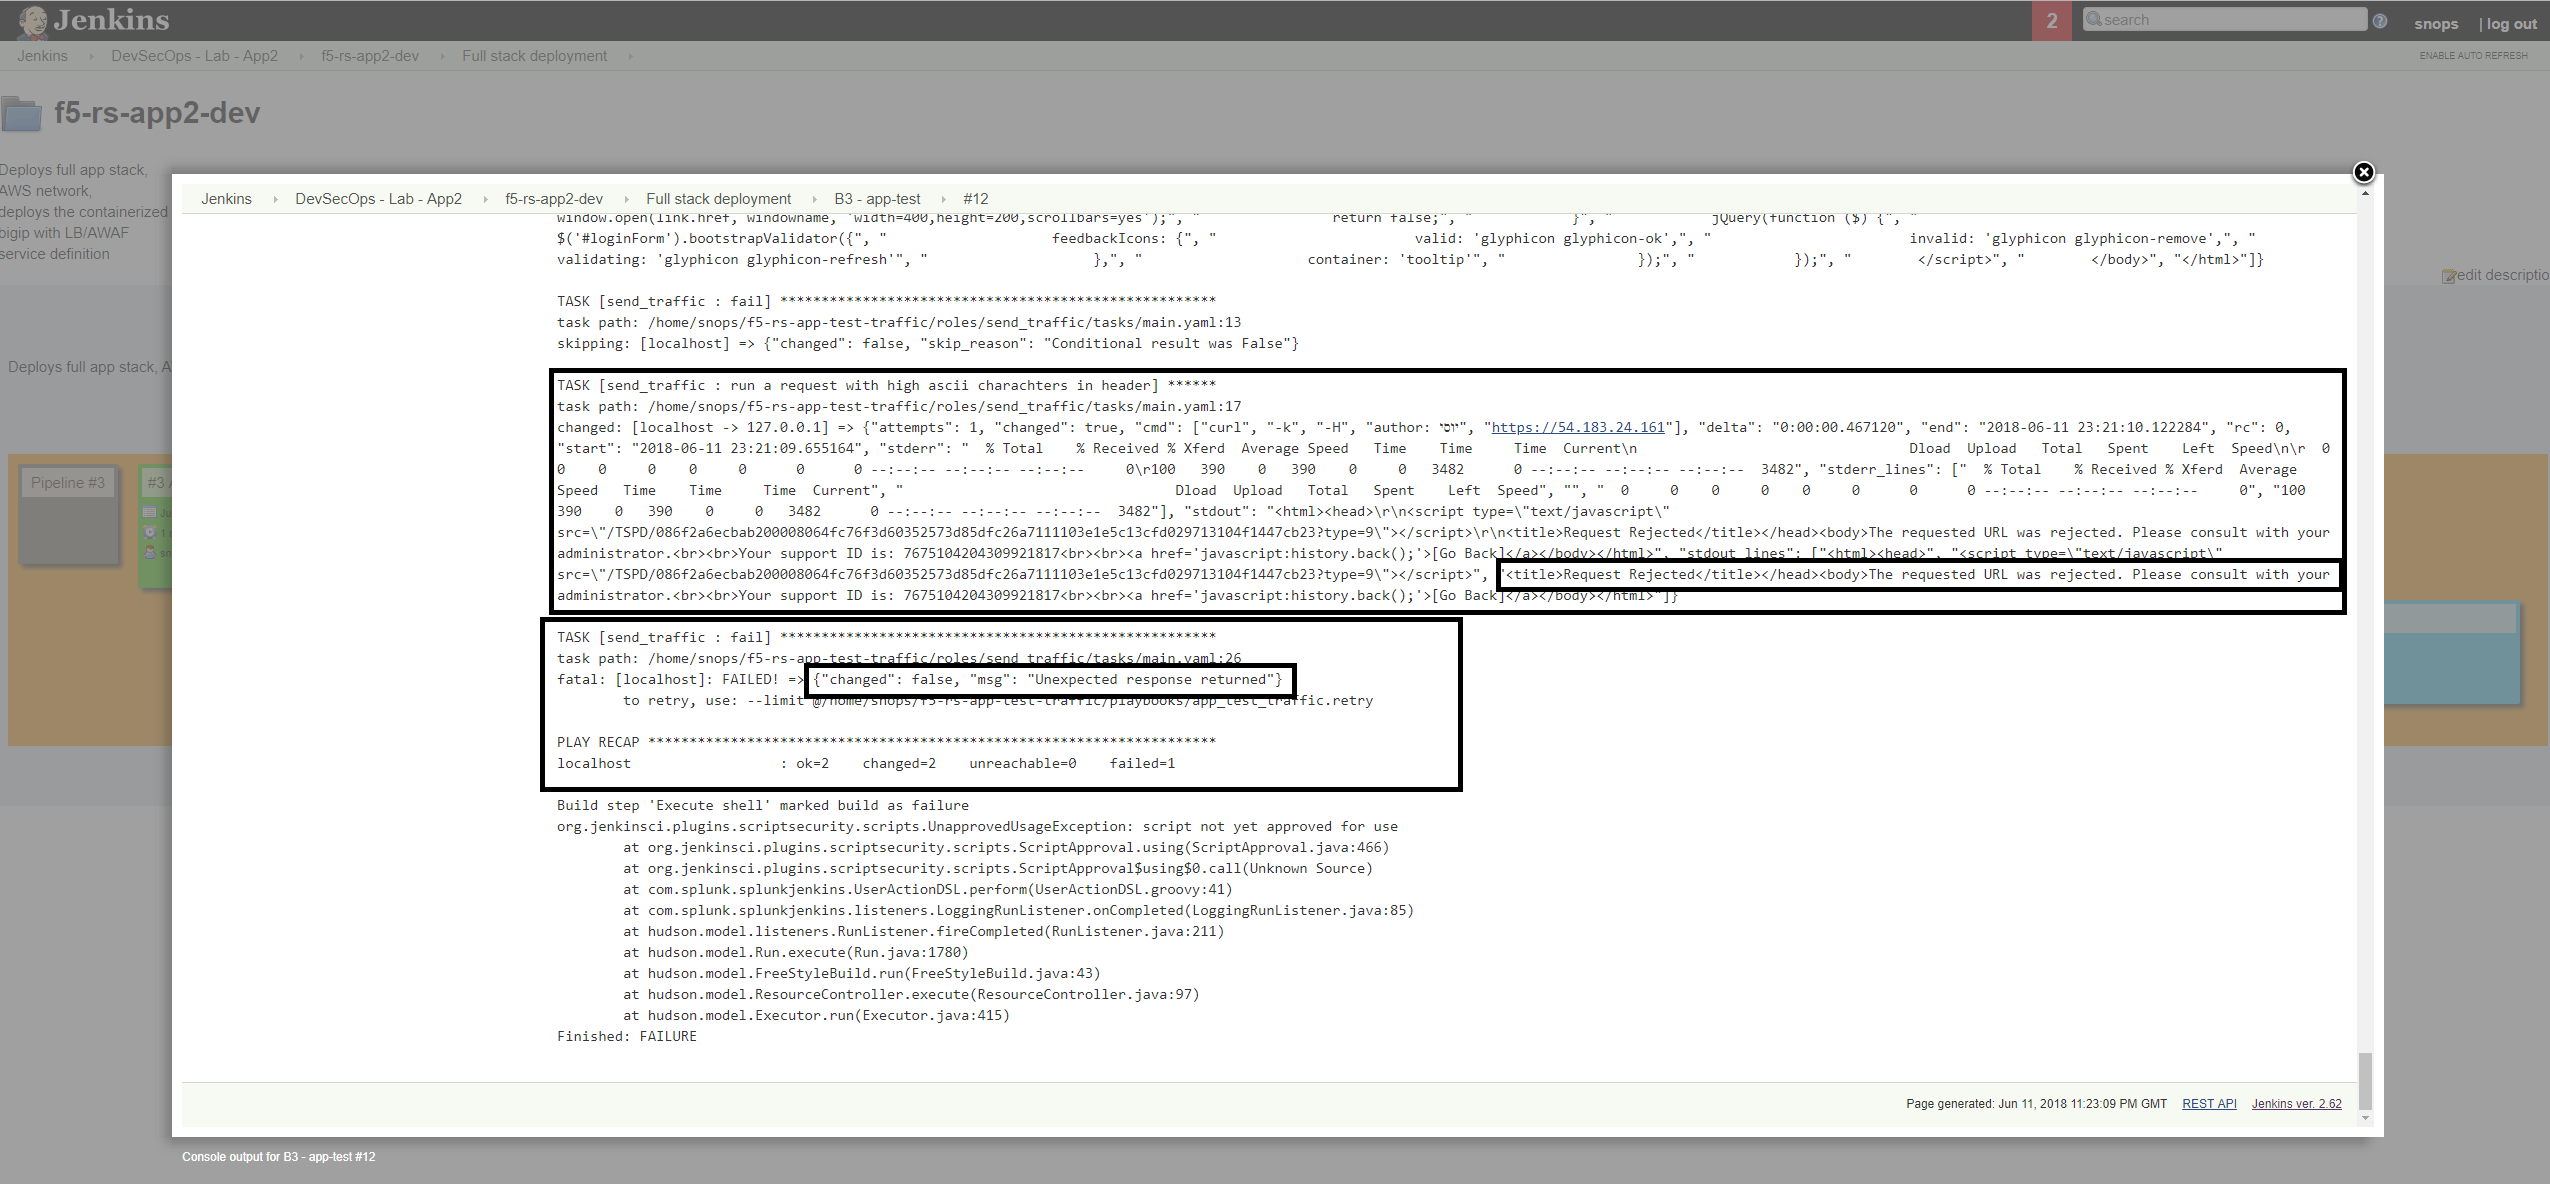 Jenkins
2
search
snops
| log out
Jenkins
DevSecOps - Lab - App2
f5-rs-app2-dev
Full stack deployment
ENABLE AUTO REFRESH
f5-rs-app2-dev
Deploys full app stack,
AWS network,
deploys the containerized
bigip with LB/AWAF
service definition
edit descriptio
Deploys full app stack, A
Pipeline #3
#3
Jenkins
DevSecOps - Lab - App2
f5-rs-app2-dev
Full stack deployment
B3 - app-test
#12
window.open(link.href, windowname, 'width=400,height=200,scrollbars=yes');", " return false;", " }", " jQuery(function ($) {", "
$('#loginForm').bootstrapValidator({", " feedbackIcons: {", " valid: 'glyphicon glyphicon-ok',", " invalid: 'glyphicon glyphicon-remove',", "
validating: 'glyphicon glyphicon-refresh'", " },", " container: 'tooltip'", " });", " });", " </script>", " </body>", "</html>"]}
TASK [send_traffic : fail] *****************************************************
task path: /home/snops/f5-rs-app-test-traffic/roles/send_traffic/tasks/main.yaml:13
skipping: [localhost] => {"changed": false, "skip_reason": "Conditional result was False"}
TASK [send_traffic : run a request with high ascii charachters in header] ******
task path: /home/snops/f5-rs-app-test-traffic/roles/send_traffic/tasks/main.yaml:17
changed: [localhost -> 127.0.0.1] => {"attempts": 1, "changed": true, "cmd": ["curl", "-k", "-H", "author: יוסי", "https://54.183.24.161"], "delta": "0:00:00.467120", "end": "2018-06-11 23:21:10.122284", "rc": 0,
"start": "2018-06-11 23:21:09.655164", "stderr": " % Total % Received % Xferd Average Speed Time Time Time Current\n Dload Upload Total Spent Left Speed\n\r 0
0 0 0 0 0 0 0 --:--:-- --:--:-- --:--:-- 0\r100 390 0 390 0 0 3482 0 --:--:-- --:--:-- --:--:-- 3482", "stderr_lines": [" % Total % Received % Xferd Average
Speed Time Time Time Current", " Dload Upload Total Spent Left Speed", "", " 0 0 0 0 0 0 0 0 --:--:-- --:--:-- --:--:-- 0", "100
390 0 390 0 0 3482 0 --:--:-- --:--:-- --:--:-- 3482"], "stdout": "<html><head>\r\n<script type=\"text/javascript\"
src=\"/TSPD/086f2a6ecbab200008064fc76f3d60352573d85dfc26a7111103e1e5c13cfd029713104f1447cb23?type=9\"></script>\r\n<title>Request Rejected</title></head><body>The requested URL was rejected. Please consult with your
administrator.<br><br>Your support ID is: 7675104204309921817<br><br><a href='javascript:history.back();'>[Go Back]</a></body></html>", "stdout_lines": ["<html><head>", "<script type=\"text/javascript\"
src=\"/TSPD/086f2a6ecbab200008064fc76f3d60352573d85dfc26a7111103e1e5c13cfd029713104f1447cb23?type=9\"></script>", "<title>Request Rejected</title></head><body>The requested URL was rejected. Please consult with your
administrator.<br><br>Your support ID is: 7675104204309921817<br><br><a href='javascript:history.back();'>[Go Back]</a></body></html>"]}
TASK [send_traffic : fail] *****************************************************
task path: /home/snops/f5-rs-app-test-traffic/roles/send_traffic/tasks/main.yaml:26
fatal: [localhost]: FAILED! => {"changed": false, "msg": "Unexpected response returned"}
to retry, use: --limit @/home/snops/f5-rs-app-test-traffic/playbooks/app_test_traffic.retry
PLAY RECAP *********************************************************************
localhost : ok=2 changed=2 unreachable=0 failed=1
Build step 'Execute shell' marked build as failure
org.jenkinsci.plugins.scriptsecurity.scripts.UnapprovedUsageException: script not yet approved for use
at org.jenkinsci.plugins.scriptsecurity.scripts.ScriptApproval.using(ScriptApproval.java:466)
at org.jenkinsci.plugins.scriptsecurity.scripts.ScriptApproval$using$0.call(Unknown Source)
at com.splunk.splunkjenkins.UserActionDSL.perform(UserActionDSL.groovy:41)
at com.splunk.splunkjenkins.listeners.LoggingRunListener.onCompleted(LoggingRunListener.java:85)
at hudson.model.listeners.RunListener.fireCompleted(RunListener.java:211)
at hudson.model.Run.execute(Run.java:1780)
at hudson.model.FreeStyleBuild.run(FreeStyleBuild.java:43)
at hudson.model.ResourceController.execute(ResourceController.java:97)
at hudson.model.Executor.run(Executor.java:415)
Finished: FAILURE
Page generated: Jun 11, 2018 11:23:09 PM GMT
REST API
Jenkins ver. 2.62
Console output for B3 - app-test #12